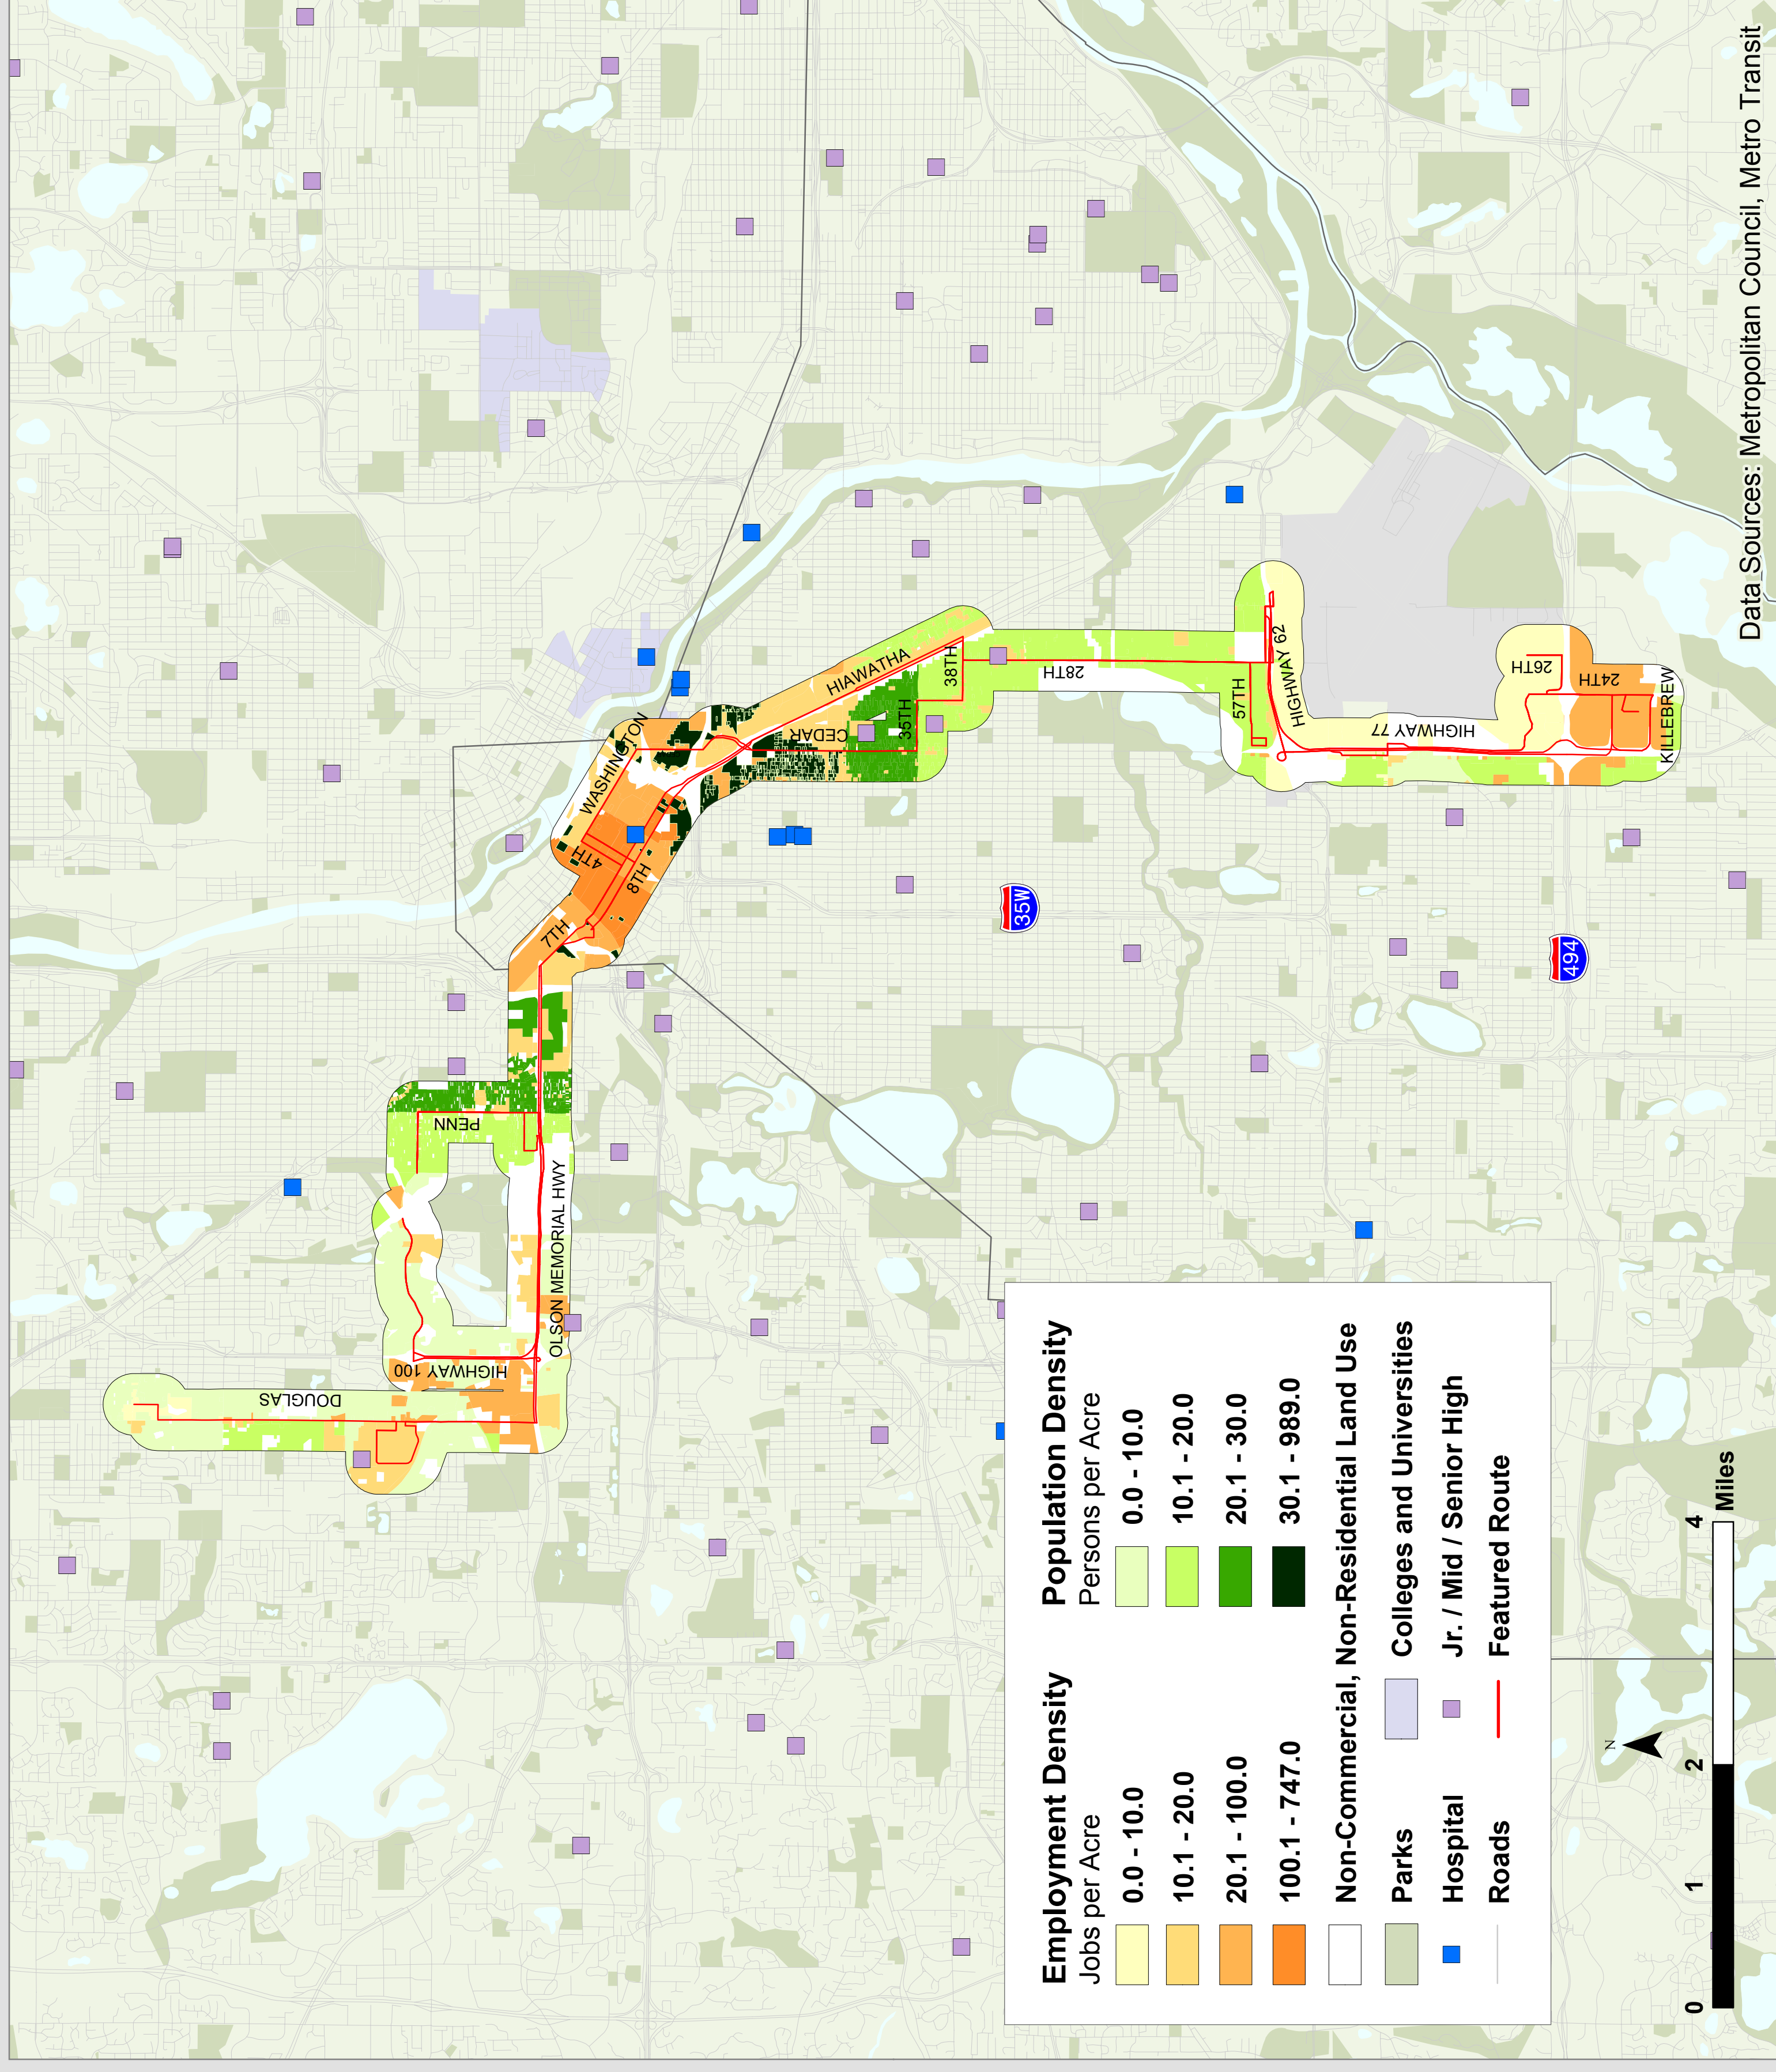 DOUGLAS
HIGHWAY 100
PENN
OLSON MEMORIAL HWY
7TH
4TH
8TH
WASHINGTON
HIAWATHA
CEDAR
35TH
38TH
28TH
57TH
HIGHWAY 62
HIGHWAY 77
26TH
24TH
KILLEBREW
35W
494
Employment Density
Jobs per Acre
0.0 - 10.0
10.1 - 20.0
20.1 - 100.0
100.1 - 747.0
Population Density
Persons per Acre
0.0 - 10.0
10.1 - 20.0
20.1 - 30.0
30.1 - 989.0
Non-Commercial, Non-Residential Land Use
Parks
Colleges and Universities
Hospital
Jr. / Mid / Senior High
Roads
Featured Route
N
0 1 2 4
Miles
Data Sources: Metropolitan Council, Metro Transit